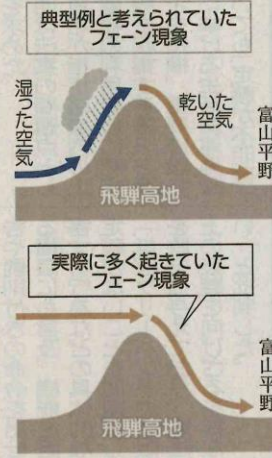 典型例と考えられていた
フェーン現象
湿った空気
乾いた
空気
富山平野
飛騨高地
実際に多く起きていた
フェーン現象
富山平野
飛騨高地